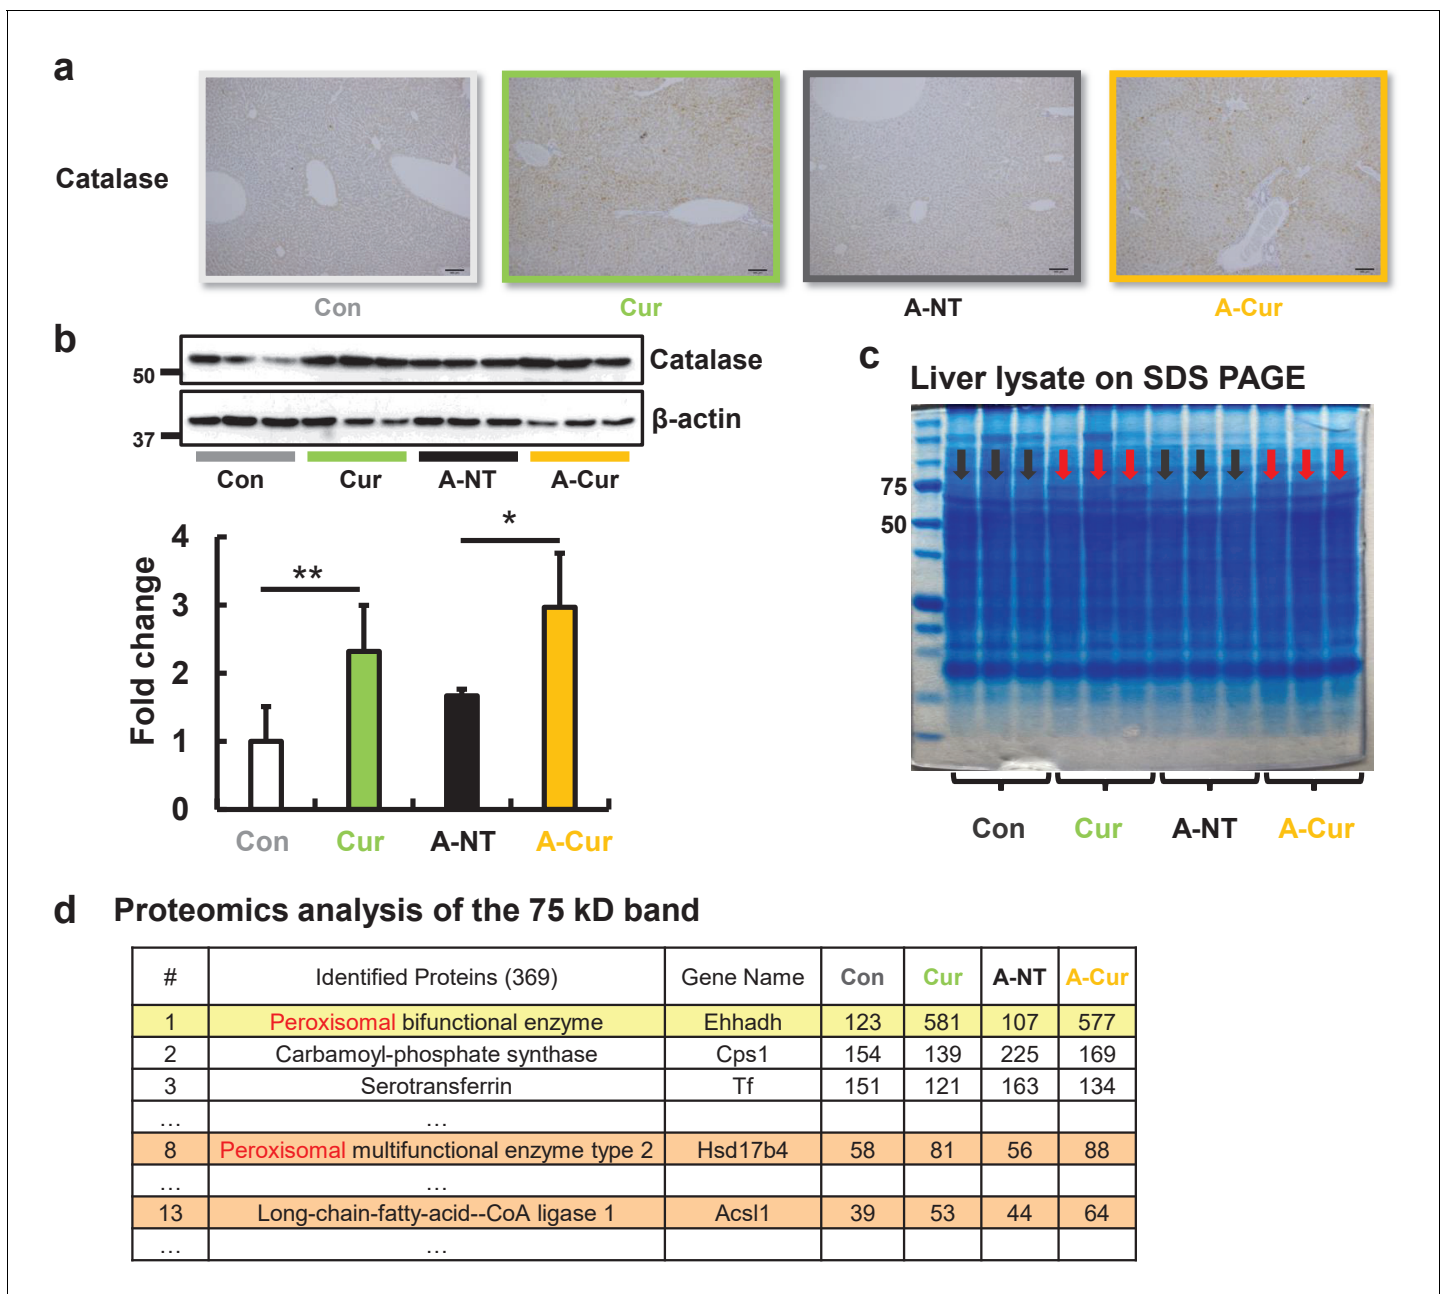 a
Catalase
Con
Cur
A-NT
A-Cur
b
50
Catalase
37
β-actin
Con
Cur
A-NT
A-Cur
Fold change
4
3
2
1
0
**
*
Con
Cur
A-NT
A-Cur
c
Liver lysate on SDS PAGE
75
50
Con
Cur
A-NT
A-Cur
d Proteomics analysis of the 75 kD band
# Identified Proteins (369) Gene Name Con Cur A-NT A-Cur
1 Peroxisomal bifunctional enzyme Ehhadh 123 581 107 577
2 Carbamoyl-phosphate synthase Cps1 154 139 225 169
3 Serotransferrin Tf 151 121 163 134
... ...
8 Peroxisomal multifunctional enzyme type 2 Hsd17b4 58 81 56 88
... ...
13 Long-chain-fatty-acid--CoA ligase 1 Acsl1 39 53 44 64
... ...